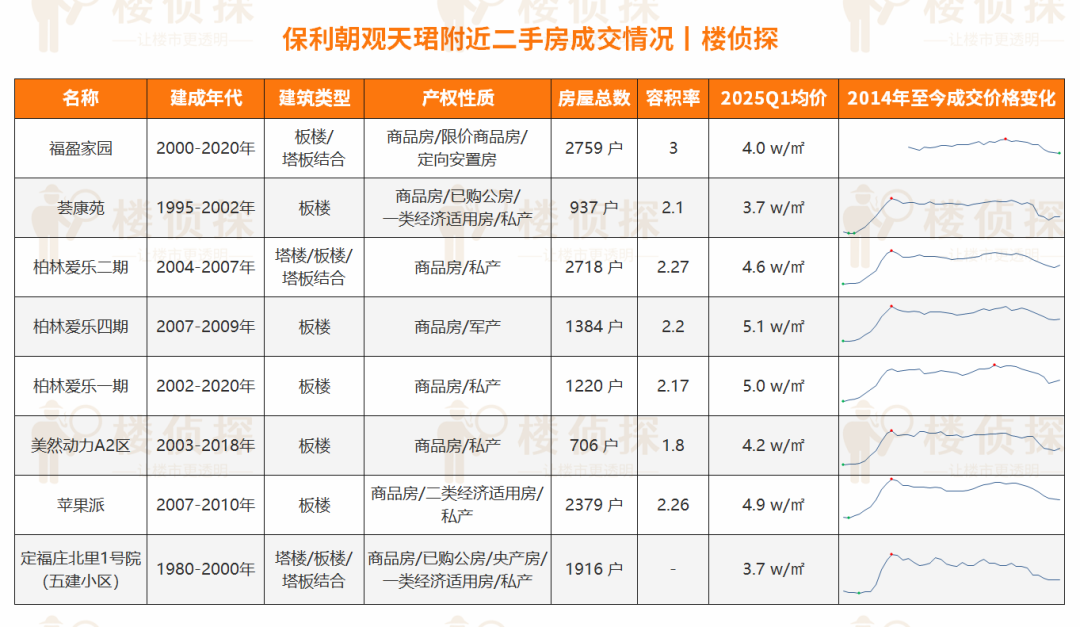 保利朝观天珺附近二手房成交情况丨楼侦探
名称 建成年代 建筑类型 产权性质 房屋总数 容积率 2025Q1均价 2014年至今成交价格变化
福盈家园 2000-2020年 板楼/ 商品房/限价商品房/ 2759 户 3 4.0 w/㎡
塔板结合 定向安置房
荟康苑 1995-2002年 板楼 商品房/已购公房/ 937 户 2.1 3.7 w/㎡
一类经济适用房/私产
柏林爱乐二期 2004-2007年 塔楼/板楼/ 商品房/私产 2718 户 2.27 4.6 w/㎡
塔板结合
柏林爱乐四期 2007-2009年 板楼 商品房/军产 1384 户 2.2 5.1 w/㎡
柏林爱乐一期 2002-2020年 板楼 商品房/私产 1220 户 2.17 5.0 w/㎡
美然动力A2区 2003-2018年 板楼 商品房/私产 706 户 1.8 4.2 w/㎡
苹果派 2007-2010年 板楼 商品房/二类经济适用房/ 2379 户 2.26 4.9 w/㎡
私产
定福庄北里1号院 1980-2000年 塔楼/板楼/ 商品房/已购公房/央产房/ 1916 户 - 3.7 w/㎡
（五建小区） 塔板结合 一类经济适用房/私产
楼侦探
让楼市更透明